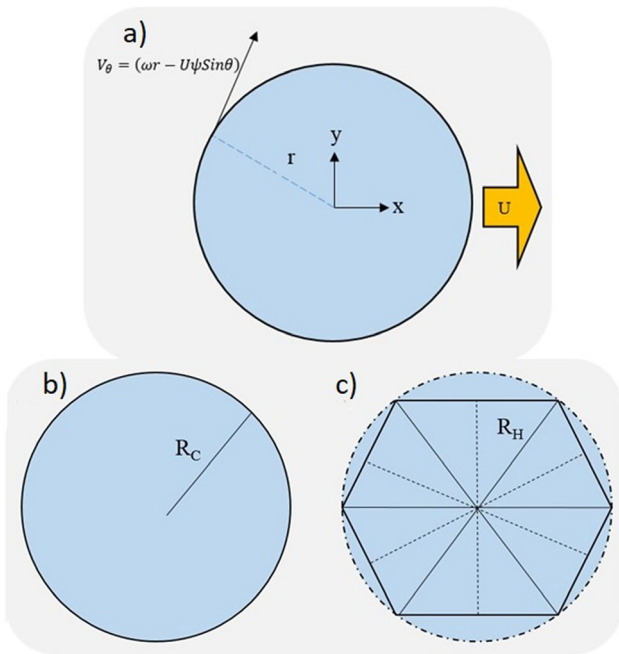 a)
V_θ = (ωr − UψSinθ)
r
y
x
U
b)
R_C
c)
R_H